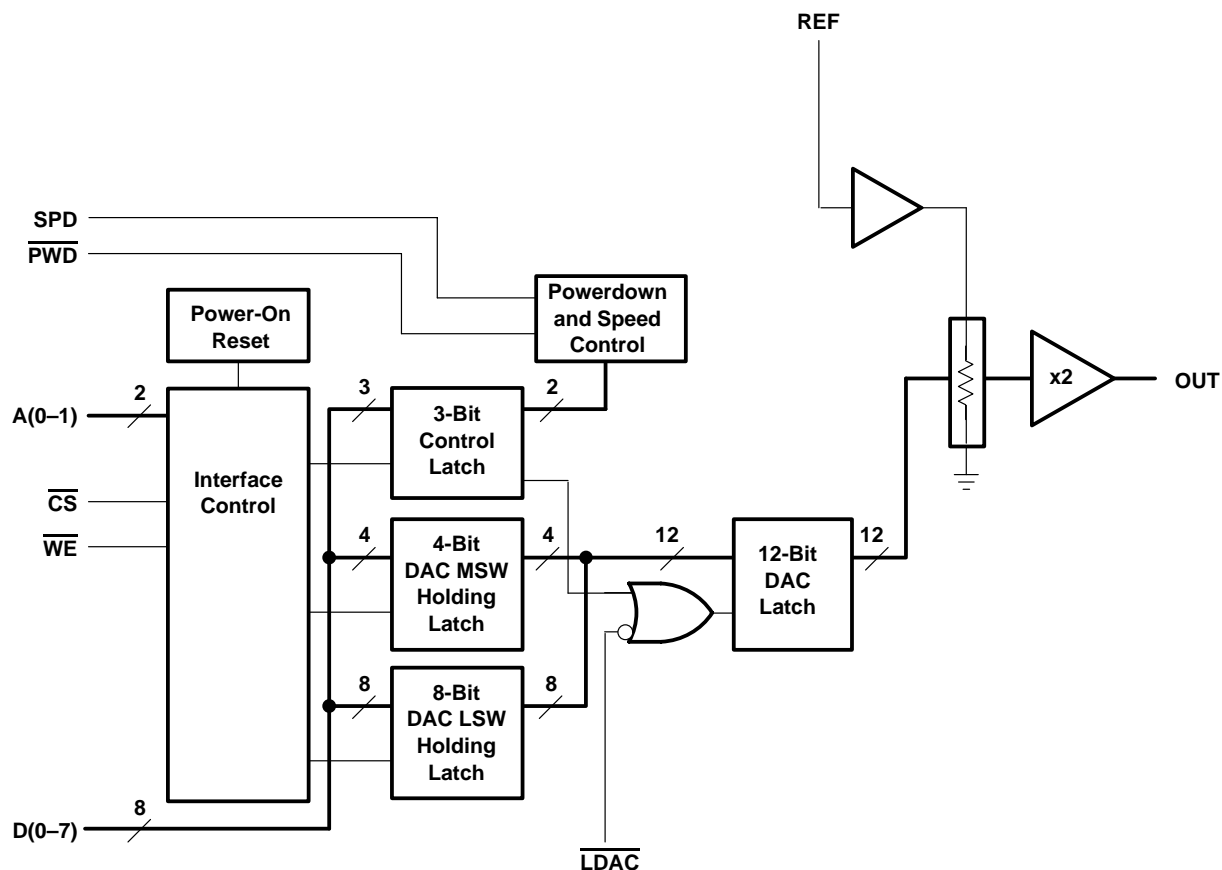 REF
SPD
PWD
Powerdown
and Speed
Control
Power-On
Reset
x2
OUT
A(0–1)
2
3
2
3-Bit
Control
Latch
Interface
Control
CS
WE
4
4-Bit
DAC MSW
Holding
Latch
4
12
12-Bit
DAC
Latch
12
8
8-Bit
DAC LSW
Holding
Latch
8
D(0–7)
8
LDAC